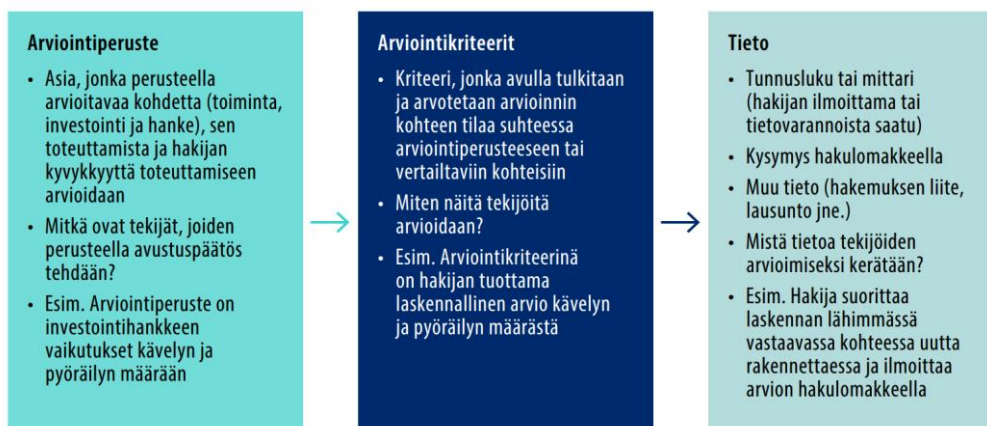 Arviointiperuste
• Asia, jonka perusteella
arvioitavaa kohdetta (toiminta,
investointi ja hanke), sen
toteuttamista ja hakijan
kyvykkyyttä toteuttamiseen
arvioidaan
• Mitkä ovat tekijät, joiden
perusteella avustuspäätös
tehdään?
• Esim. Arviointiperuste on
investointihankkeen
vaikutukset kävelyn ja
pyöräilyn määrään
Arviointikriteerit
• Kriteeri, jonka avulla tulkitaan
ja arvotetaan arvioinnin
kohteen tilaa suhteessa
arviointiperusteeseen tai
vertailtaviin kohteisiin
• Miten näitä tekijöitä
arvioidaan?
• Esim. Arviointikriteerinä
on hakijan tuottama
laskennallinen arvio kävelyn
ja pyöräilyn määrästä
Tieto
• Tunnusluku tai mittari
(hakijan ilmoittama tai
tietovarannoista saatu)
• Kysymys hakulomakkeella
• Muu tieto (hakemuksen liite,
lausunto jne.)
• Mistä tietoa tekijöiden
arvioimiseksi kerätään?
• Esim. Hakija suorittaa
laskennan lähimmässä
vastaavassa kohteessa uutta
rakennettaessa ja ilmoittaa
arvion hakulomakkeella